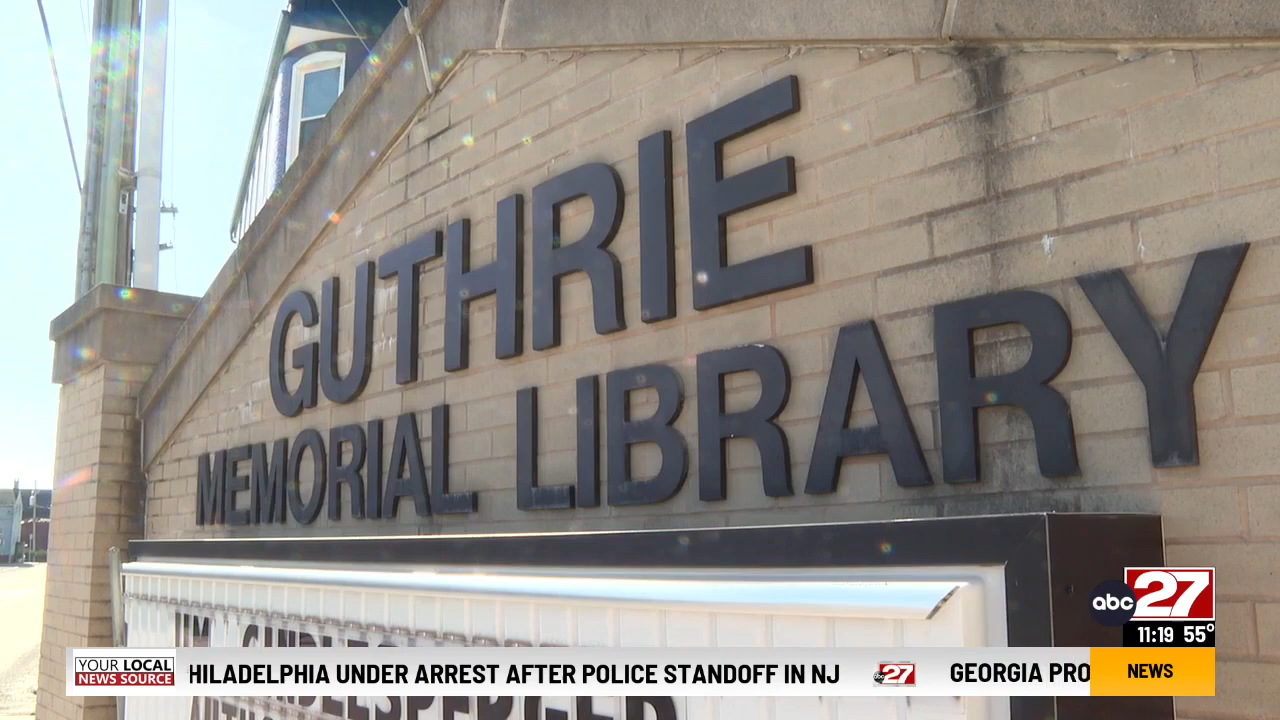 GUTHRIE
MEMORIAL LIBRARY
abc 27
11:19 55°
YOUR LOCAL
NEWS SOURCE
HILADELPHIA UNDER ARREST AFTER POLICE STANDOFF IN NJ abc 27 GEORGIA PRO
NEWS